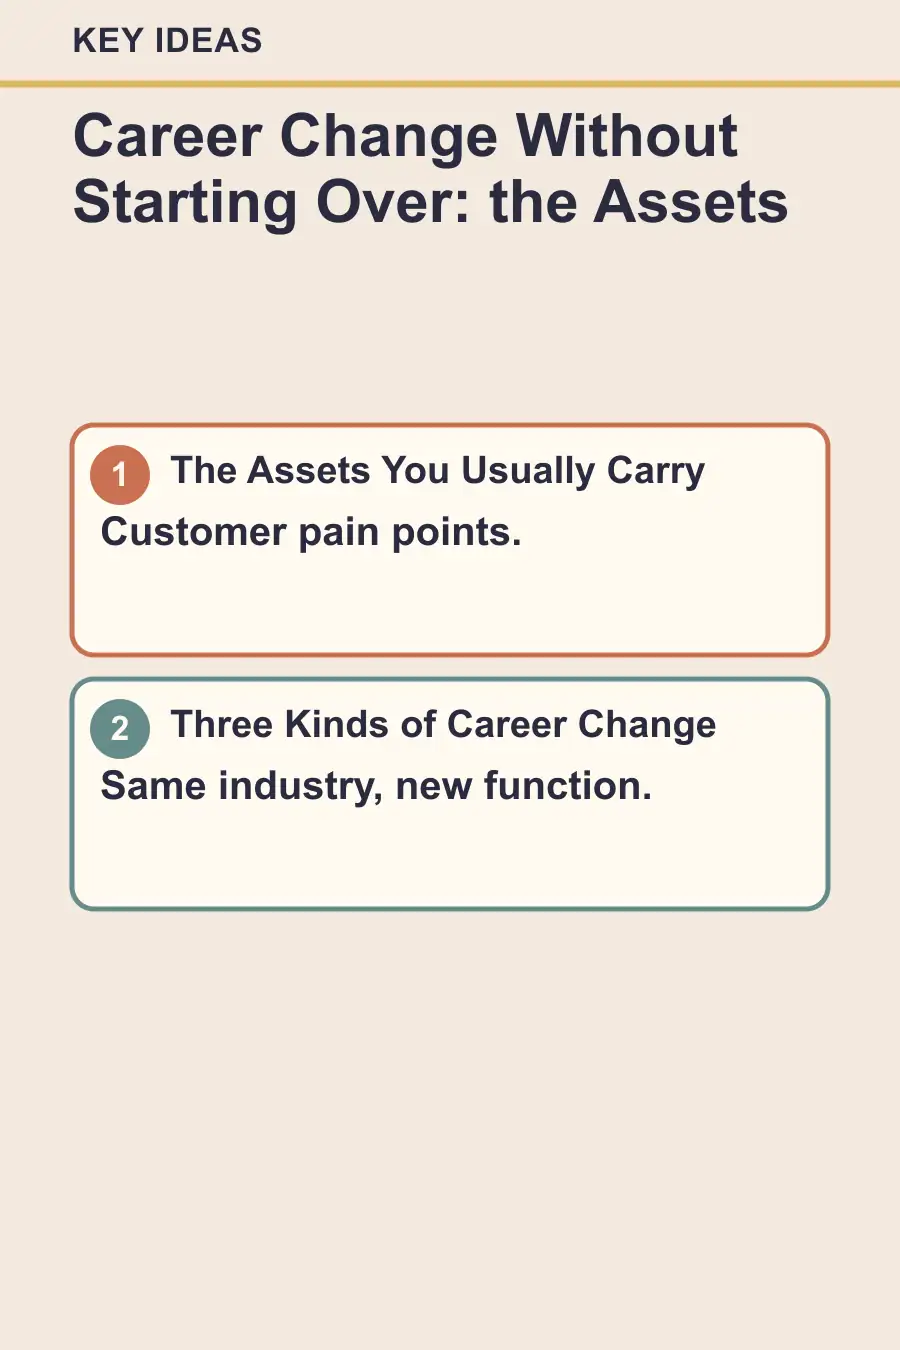 KEY IDEAS
Career Change Without
Starting Over: the Assets
1 The Assets You Usually Carry
Customer pain points.
2 Three Kinds of Career Change
Same industry, new function.